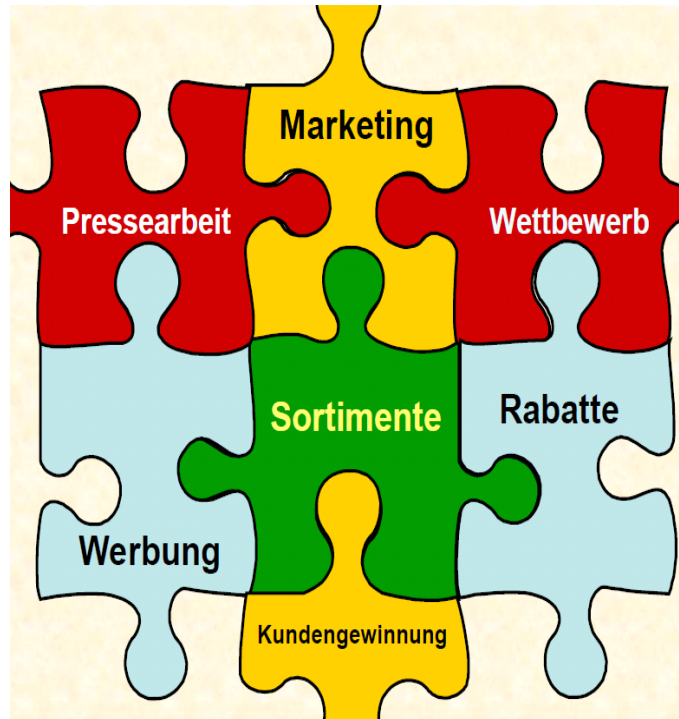 Marketing
Pressearbeit
Wettbewerb
Sortimente
Rabatte
Werbung
Kundengewinnung